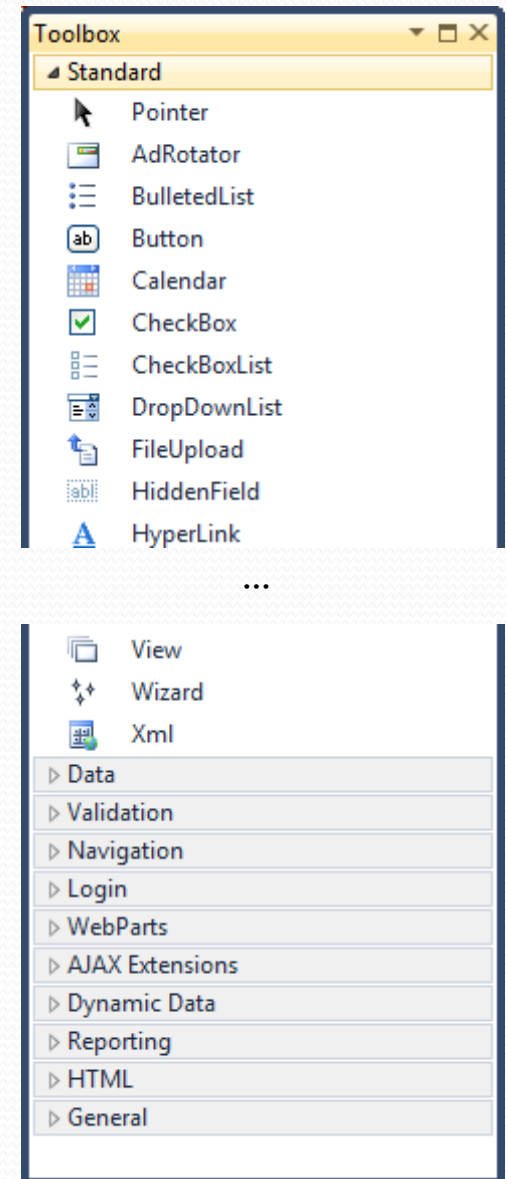 Toolbox
Standard
Pointer
AdRotator
BulletedList
Button
Calendar
CheckBox
CheckBoxList
DropDownList
FileUpload
HiddenField
HyperLink
...
View
Wizard
Xml
Data
Validation
Navigation
Login
WebParts
AJAX Extensions
Dynamic Data
Reporting
HTML
General